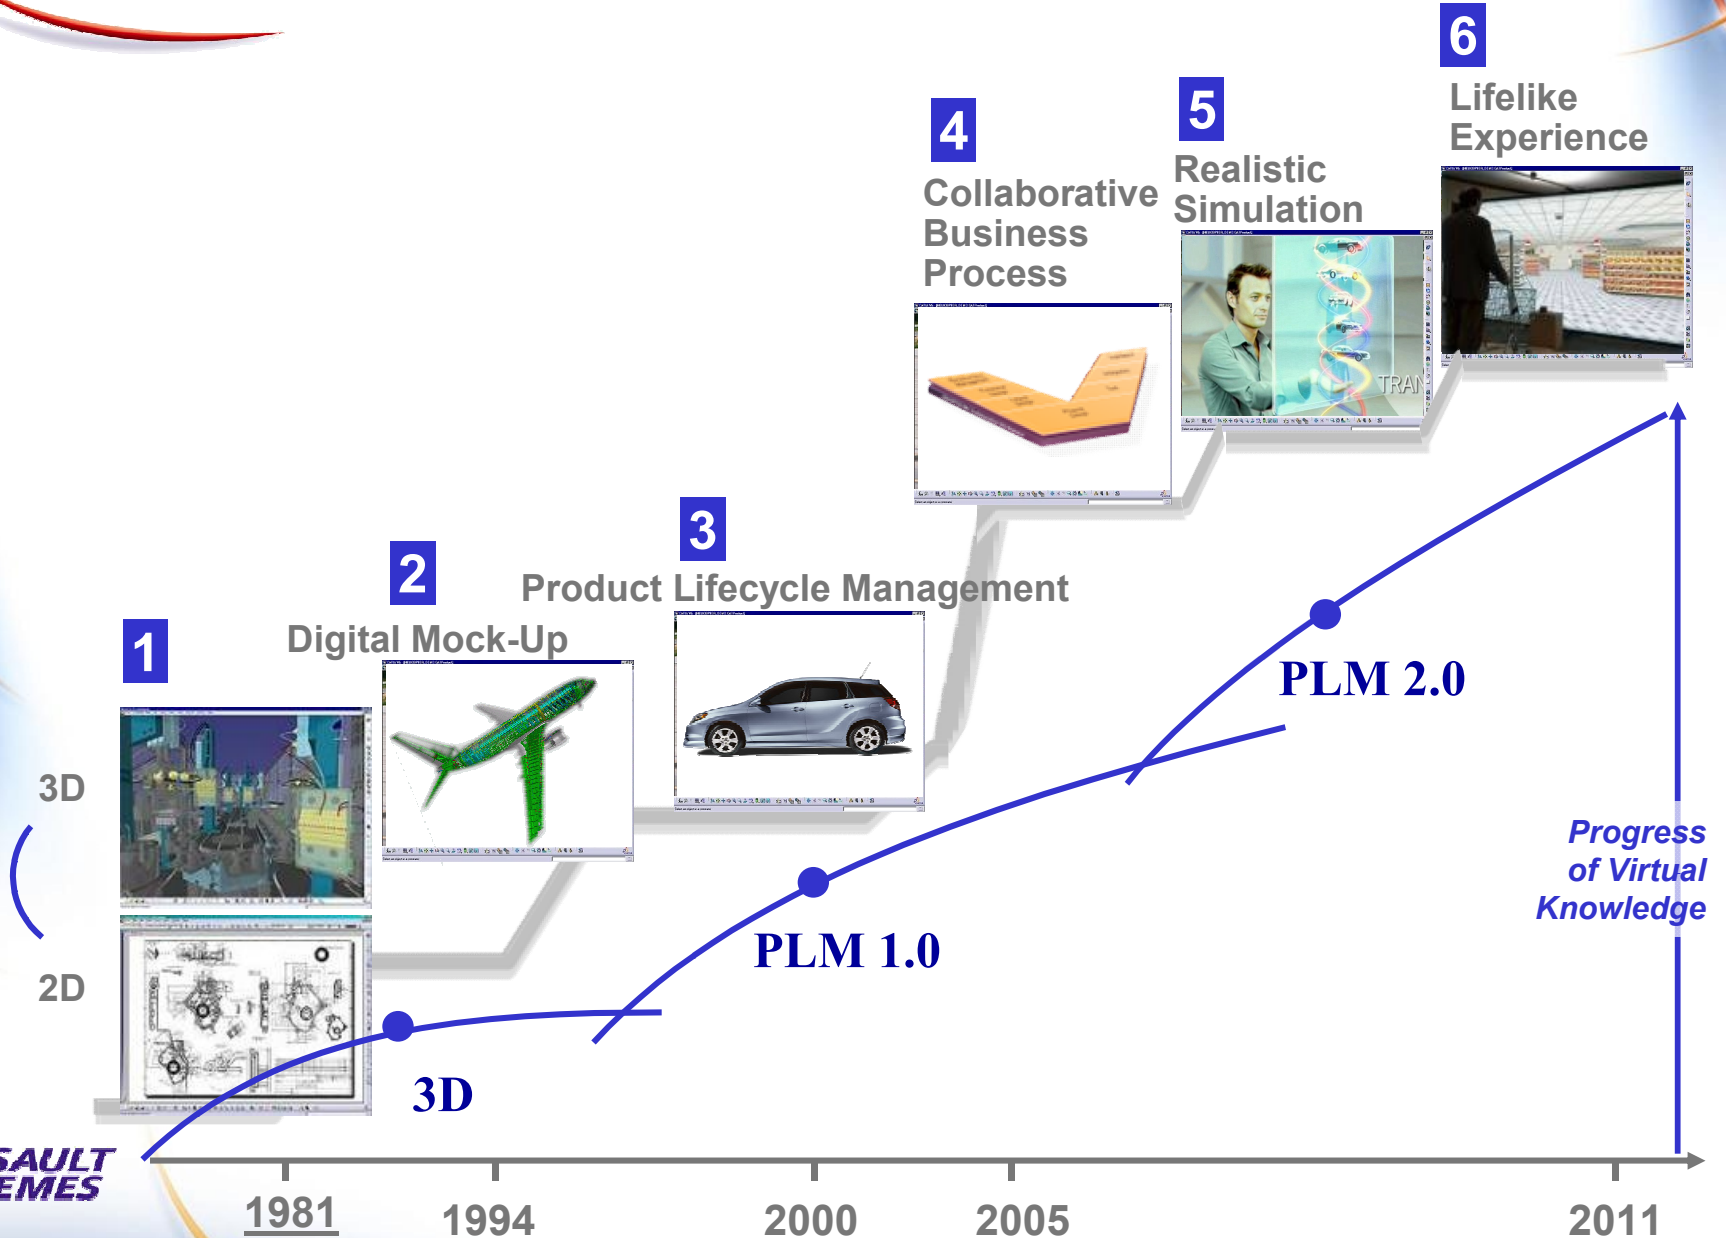 6
Lifelike
Experience
5
Realistic
Simulation
4
Collaborative
Business
Process
TRAN
3
Product Lifecycle Management
2
Digital Mock-Up
1
3D
2D
PLM 2.0
PLM 1.0
3D
Progress
of Virtual
Knowledge
SAULT
EMES
1981
1994
2000
2005
2011